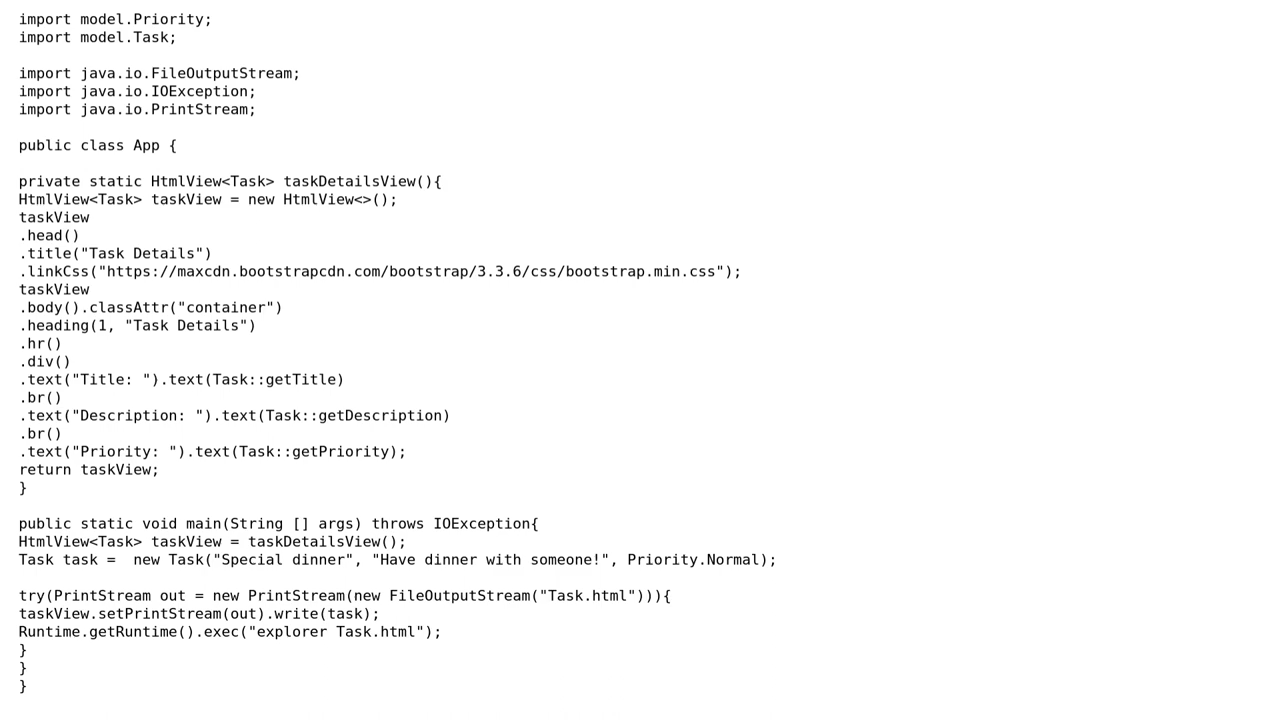 import model.Priority;
import model.Task;

import java.io.FileOutputStream;
import java.io.IOException;
import java.io.PrintStream;

public class App {

private static HtmlView<Task> taskDetailsView(){
HtmlView<Task> taskView = new HtmlView<>();
taskView
.head()
.title("Task Details")
.linkCss("https://maxcdn.bootstrapcdn.com/bootstrap/3.3.6/css/bootstrap.min.css");
taskView
.body().classAttr("container")
.heading(1, "Task Details")
.hr()
.div()
.text("Title: ").text(Task::getTitle)
.br()
.text("Description: ").text(Task::getDescription)
.br()
.text("Priority: ").text(Task::getPriority);
return taskView;
}

public static void main(String [] args) throws IOException{
HtmlView<Task> taskView = taskDetailsView();
Task task =  new Task("Special dinner", "Have dinner with someone!", Priority.Normal);

try(PrintStream out = new PrintStream(new FileOutputStream("Task.html"))){
taskView.setPrintStream(out).write(task);
Runtime.getRuntime().exec("explorer Task.html");
}
}
}